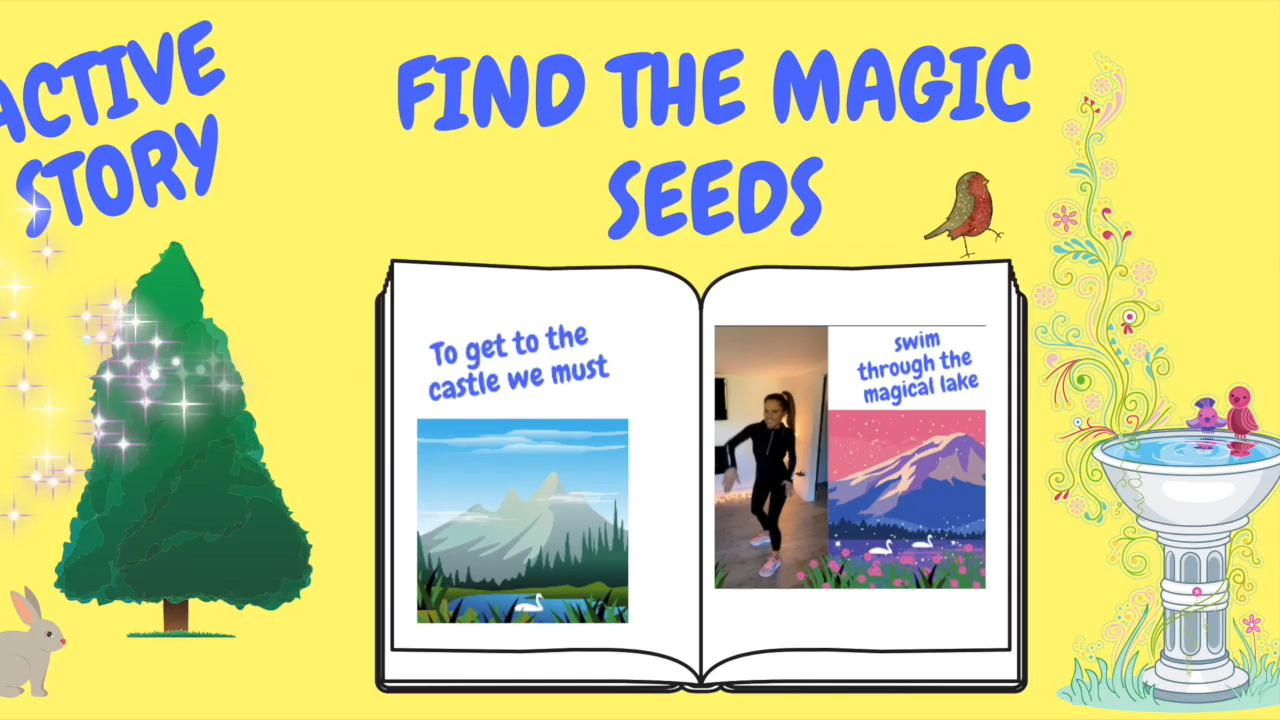 ACTIVE
STORY
FIND THE MAGIC
SEEDS
To get to the
castle we must
swim
through the
magical lake